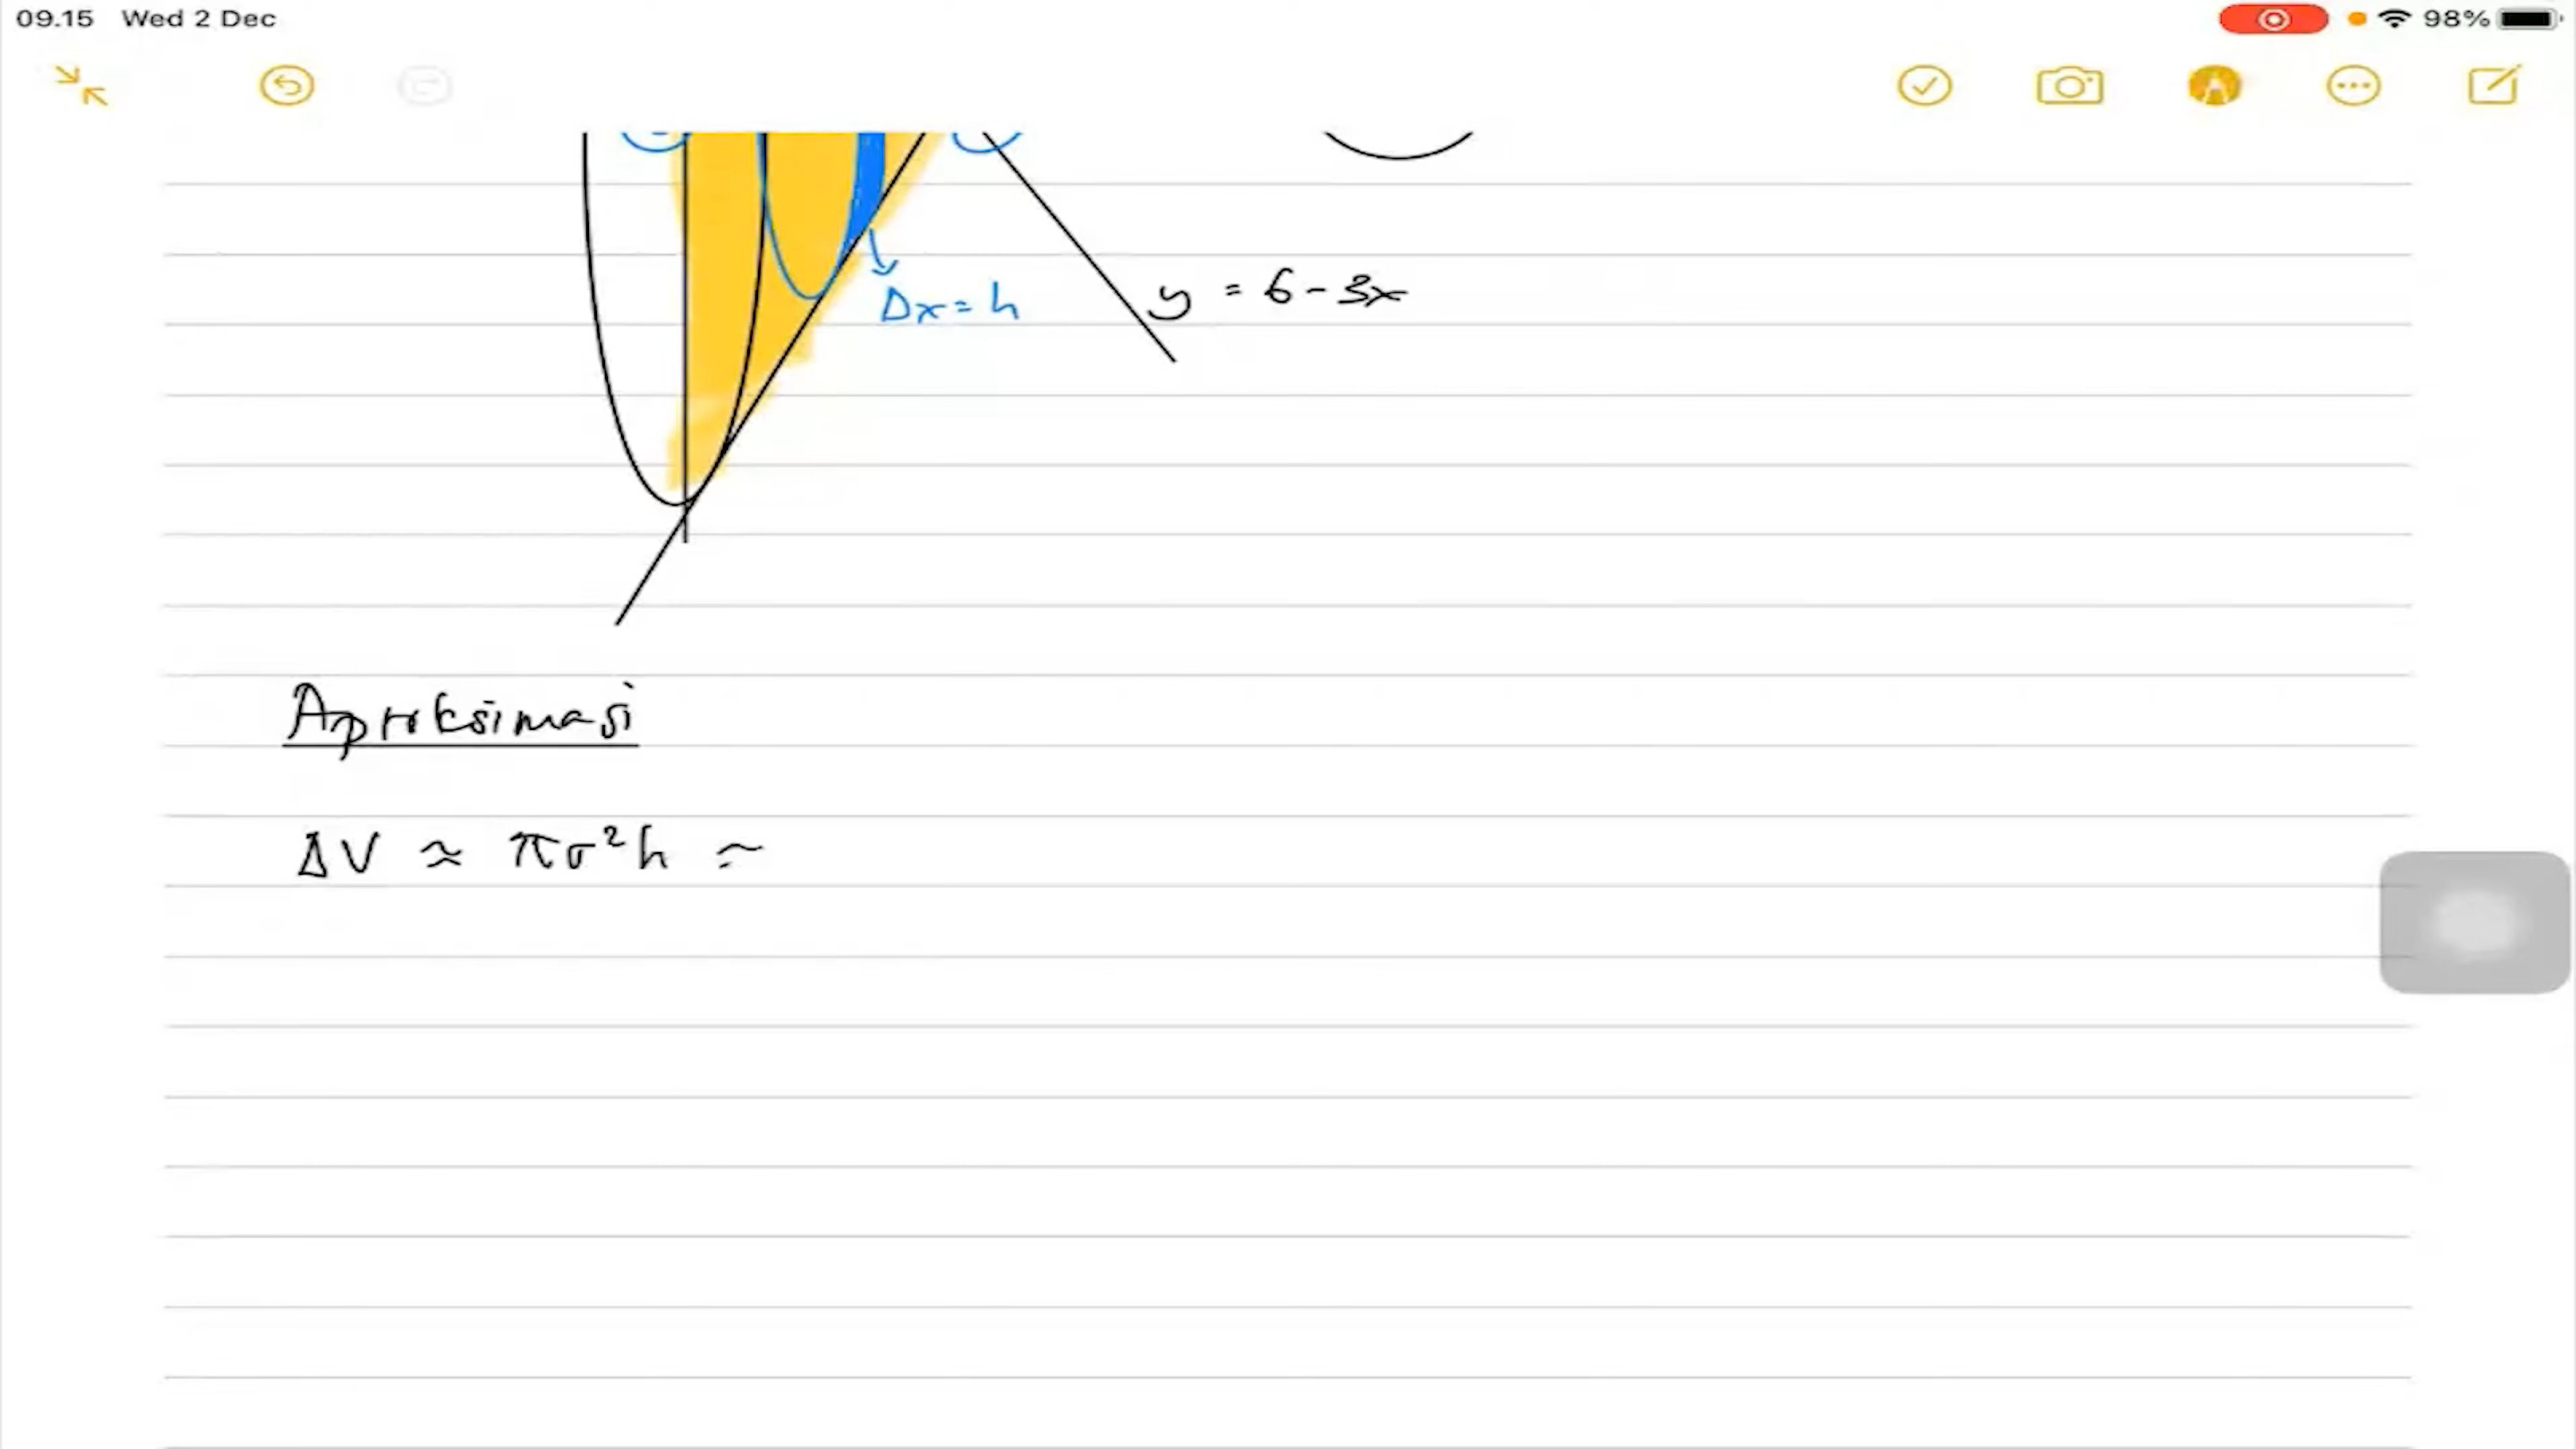 09.15 Wed 2 Dec 98%
y = 6 - 3x
Δx = h
Aproksimasi
ΔV ≈ πr²h =